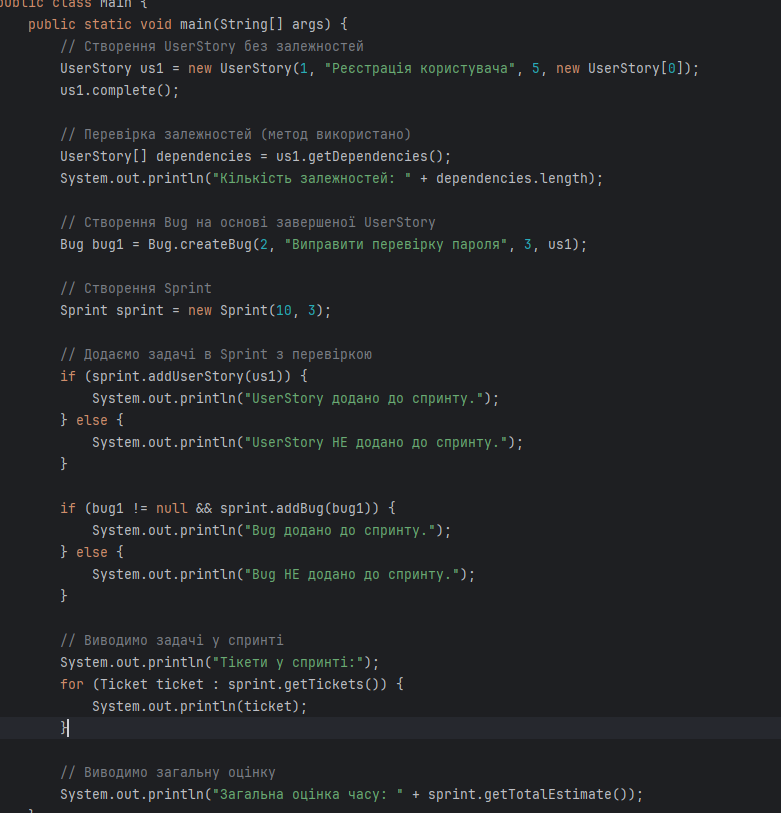 public class Main {
    public static void main(String[] args) {
        // Створення UserStory без залежностей
        UserStory us1 = new UserStory(1, "Реєстрація користувача", 5, new UserStory[0]);
        us1.complete();

        // Перевірка залежностей (метод використано)
        UserStory[] dependencies = us1.getDependencies();
        System.out.println("Кількість залежностей: " + dependencies.length);

        // Створення Bug на основі завершеної UserStory
        Bug bug1 = Bug.createBug(2, "Виправити перевірку пароля", 3, us1);

        // Створення Sprint
        Sprint sprint = new Sprint(10, 3);

        // Додаємо задачі в Sprint з перевіркою
        if (sprint.addUserStory(us1)) {
            System.out.println("UserStory додано до спринту.");
        } else {
            System.out.println("UserStory НЕ додано до спринту.");
        }

        if (bug1 != null && sprint.addBug(bug1)) {
            System.out.println("Bug додано до спринту.");
        } else {
            System.out.println("Bug НЕ додано до спринту.");
        }

        // Виводимо задачі у спринті
        System.out.println("Тікети у спринті:");
        for (Ticket ticket : sprint.getTickets()) {
            System.out.println(ticket);
        }

        // Виводимо загальну оцінку
        System.out.println("Загальна оцінка часу: " + sprint.getTotalEstimate());